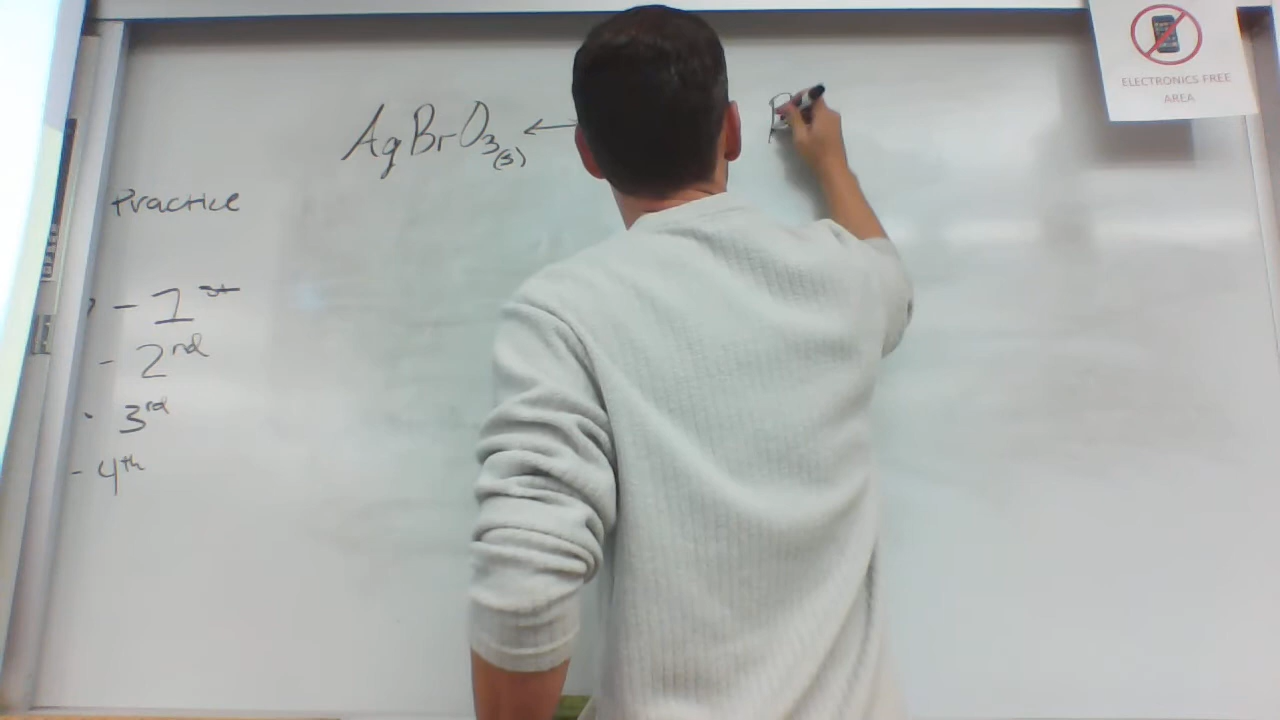 ELECTRONICS FREE
AREA
AgBrO₃(s) ← B
Practice
- 1st
- 2nd
3rd
- 4th